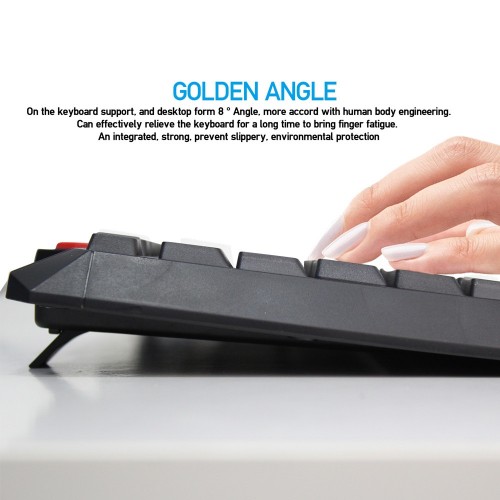 GOLDEN ANGLE
On the keyboard support, and desktop form 8 ° Angle, more accord with human body engineering.
Can effectively relieve the keyboard for a long time to bring finger fatigue.
An integrated, strong, prevent slippery, environmental protection